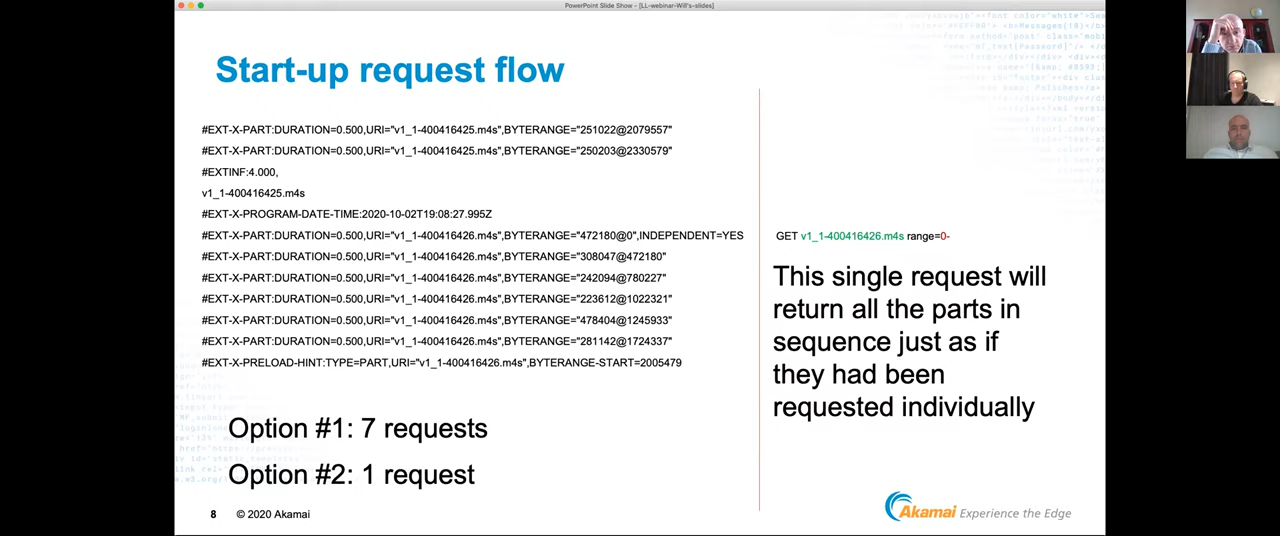 PowerPoint Slide Show - [LL-webinar-Will's-slides]
Start-up request flow
#EXT-X-PART:DURATION=0.500,URI="v1_1-400416425.m4s",BYTERANGE="251022@2079557"
#EXT-X-PART:DURATION=0.500,URI="v1_1-400416425.m4s",BYTERANGE="250203@2330579"
#EXTINF:4.000,
v1_1-400416425.m4s
#EXT-X-PROGRAM-DATE-TIME:2020-10-02T19:08:27.995Z
#EXT-X-PART:DURATION=0.500,URI="v1_1-400416426.m4s",BYTERANGE="472180@0",INDEPENDENT=YES
#EXT-X-PART:DURATION=0.500,URI="v1_1-400416426.m4s",BYTERANGE="308047@472180"
#EXT-X-PART:DURATION=0.500,URI="v1_1-400416426.m4s",BYTERANGE="242094@780227"
#EXT-X-PART:DURATION=0.500,URI="v1_1-400416426.m4s",BYTERANGE="223612@1022321"
#EXT-X-PART:DURATION=0.500,URI="v1_1-400416426.m4s",BYTERANGE="478404@1245933"
#EXT-X-PART:DURATION=0.500,URI="v1_1-400416426.m4s",BYTERANGE="281142@1724337"
#EXT-X-PRELOAD-HINT:TYPE=PART,URI="v1_1-400416426.m4s",BYTERANGE-START=2005479
Option #1: 7 requests
Option #2: 1 request
GET v1_1-400416426.m4s range=0-
This single request will
return all the parts in
sequence just as if
they had been
requested individually
8 © 2020 Akamai
Akamai Experience the Edge